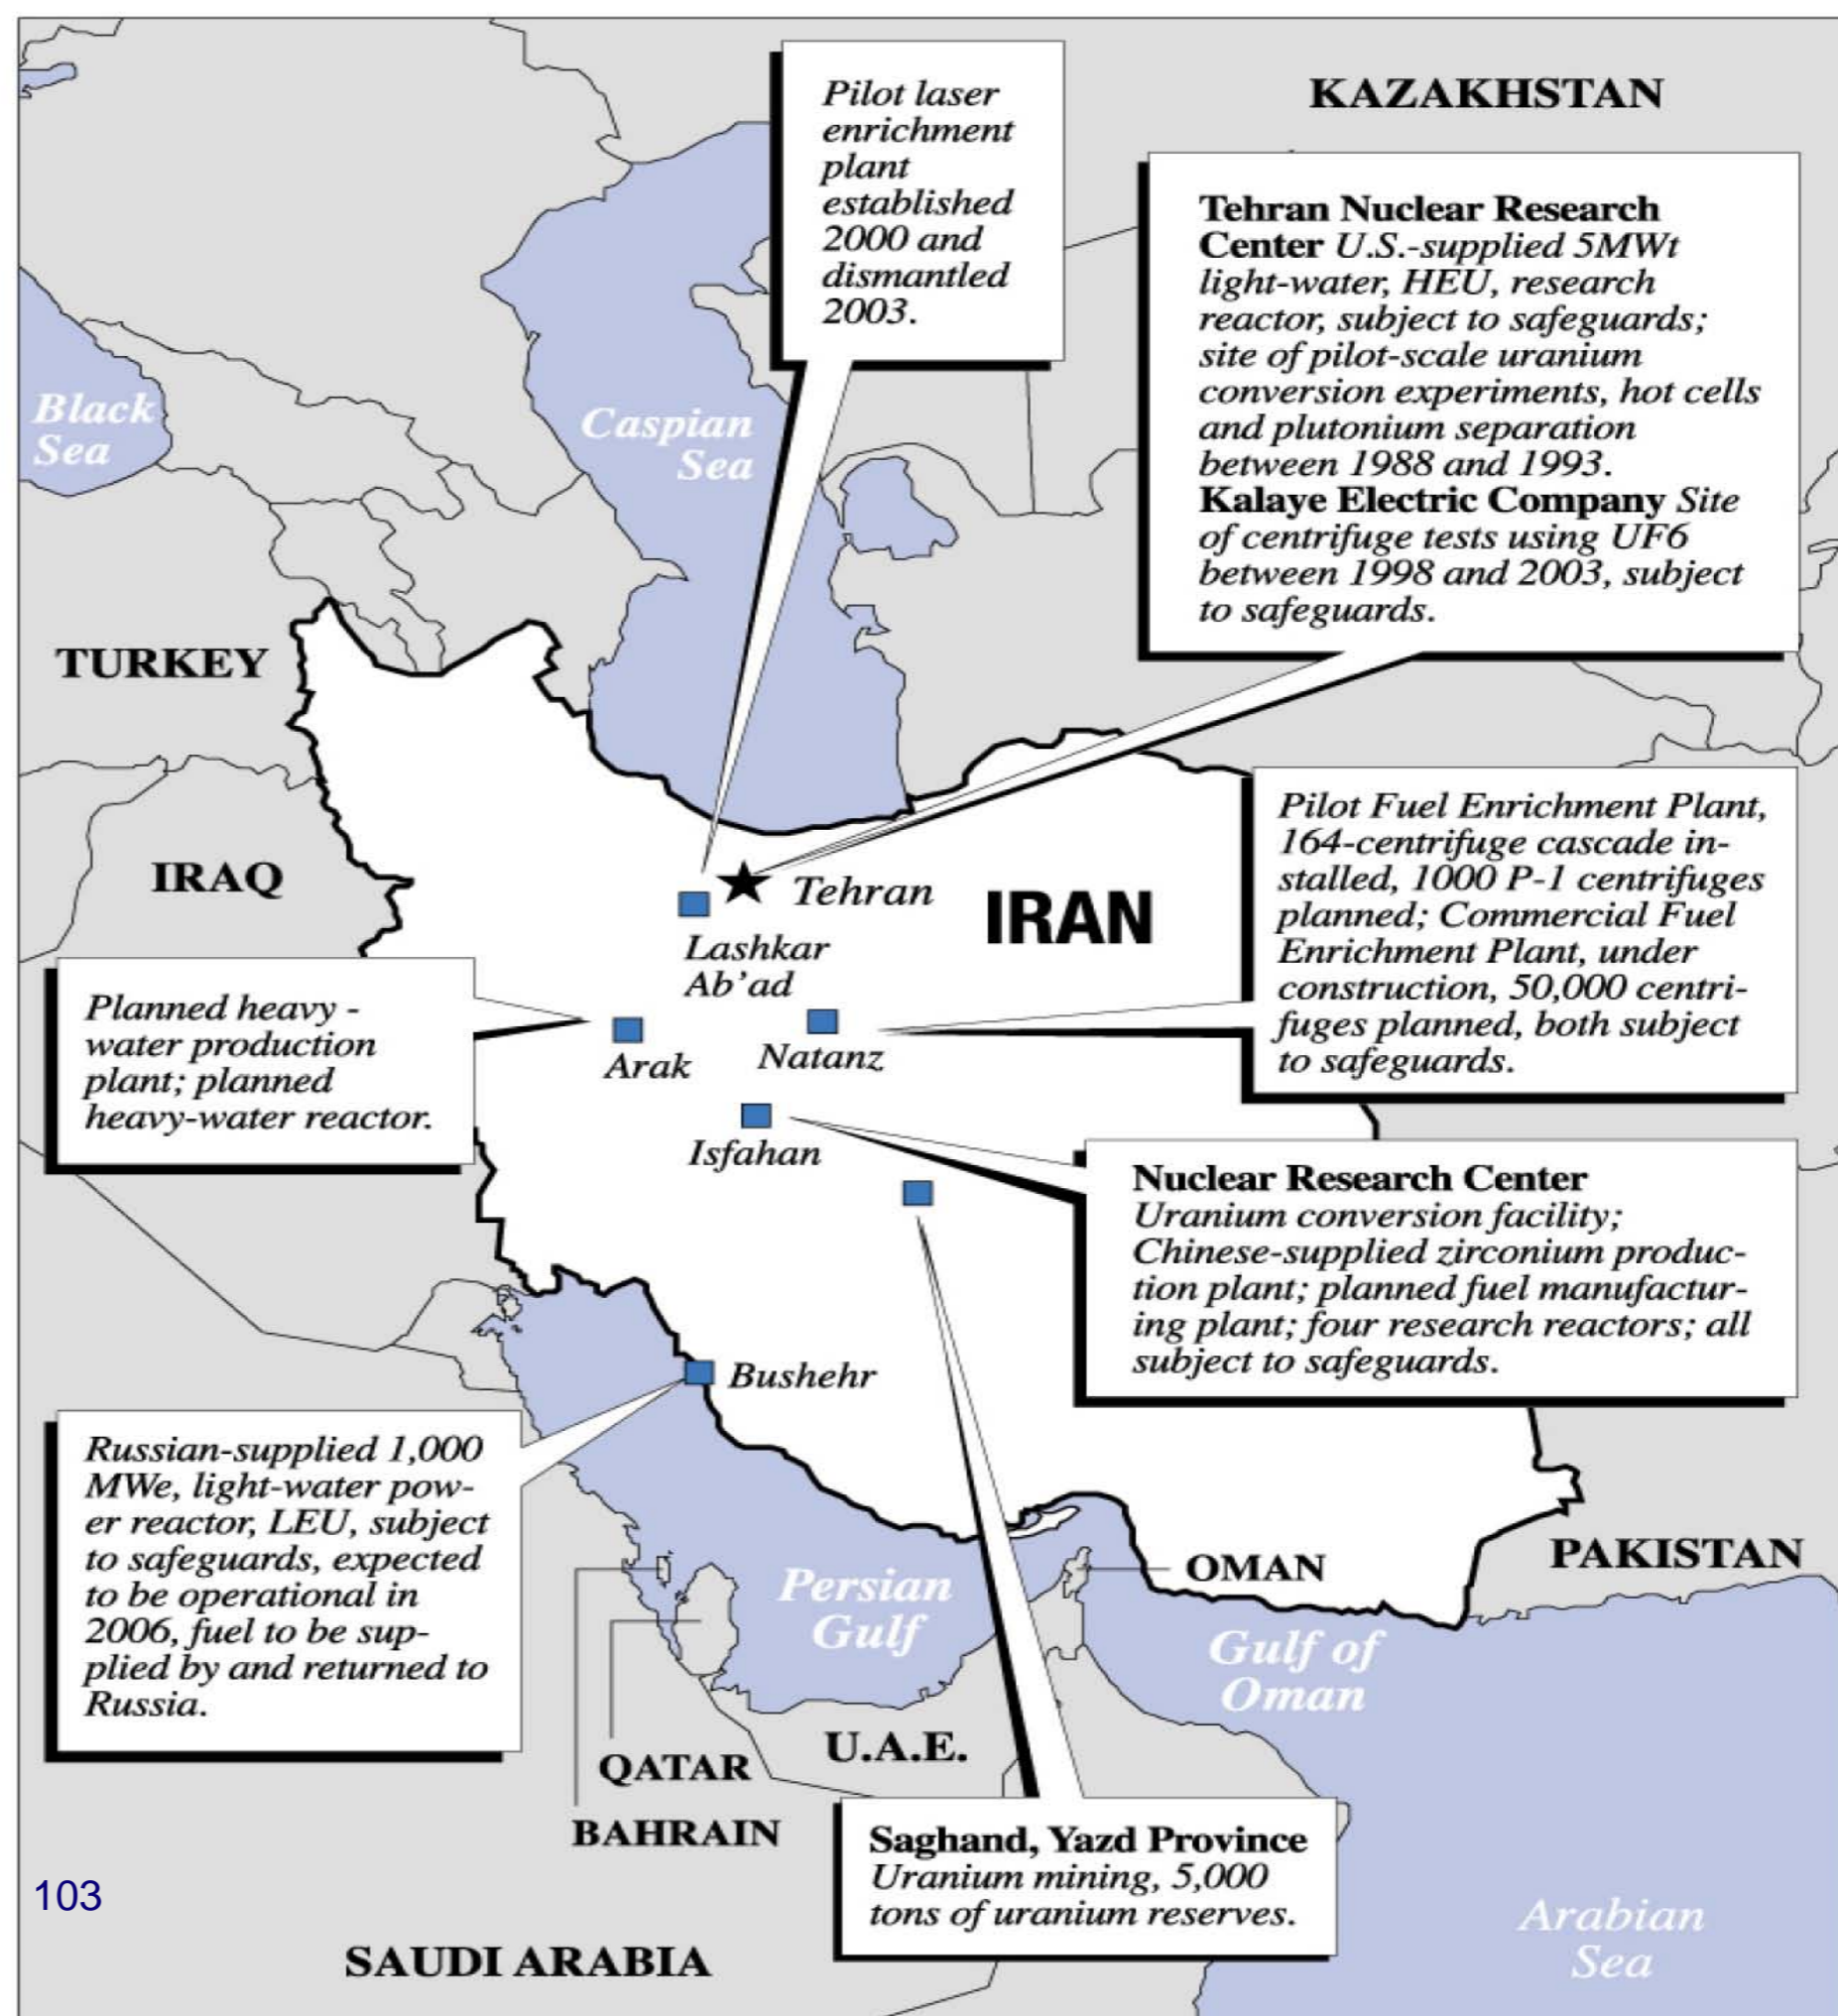 KAZAKHSTAN
Pilot laser
enrichment
plant
established
2000 and
dismantled
2003.
Tehran Nuclear Research
Center U.S.-supplied 5MWt
light-water, HEU, research
reactor, subject to safeguards;
site of pilot-scale uranium
conversion experiments, hot cells
and plutonium separation
between 1988 and 1993.
Kalaye Electric Company Site
of centrifuge tests using UF6
between 1998 and 2003, subject
to safeguards.
Black
Sea
Caspian
Sea
TURKEY
IRAQ
Tehran
IRAN
Lashkar
Ab'ad
Pilot Fuel Enrichment Plant,
164-centrifuge cascade in-
stalled, 1000 P-1 centrifuges
planned; Commercial Fuel
Enrichment Plant, under
construction, 50,000 centri-
fuges planned, both subject
to safeguards.
Planned heavy -
water production
plant; planned
heavy-water reactor.
Arak
Natanz
Isfahan
Nuclear Research Center
Uranium conversion facility;
Chinese-supplied zirconium produc-
tion plant; planned fuel manufactur-
ing plant; four research reactors; all
subject to safeguards.
Bushehr
Russian-supplied 1,000
MWe, light-water pow-
er reactor, LEU, subject
to safeguards, expected
to be operational in
2006, fuel to be sup-
plied by and returned to
Russia.
Persian
Gulf
OMAN
PAKISTAN
Gulf of
Oman
QATAR
U.A.E.
BAHRAIN
Saghand, Yazd Province
Uranium mining, 5,000
tons of uranium reserves.
103
SAUDI ARABIA
Arabian
Sea